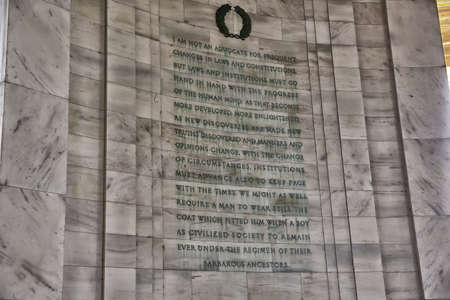 I AM NOT AN ADVOCATE FOR FREQUENT
CHANGES IN LAWS AND CONSTITUTIONS
BUT LAWS AND INSTITUTIONS MUST GO
HAND IN HAND WITH THE PROGRESS
OF THE HUMAN MIND. AS THAT BECOMES
MORE DEVELOPED, MORE ENLIGHTENED,
AS NEW DISCOVERIES ARE MADE, NEW
TRUTHS DISCOVERED AND MANNERS AND
OPINIONS CHANGE, WITH THE CHANGE
OF CIRCUMSTANCES, INSTITUTIONS
MUST ADVANCE ALSO TO KEEP PACE
WITH THE TIMES. WE MIGHT AS WELL
REQUIRE A MAN TO WEAR STILL THE
COAT WHICH FITTED HIM WHEN A BOY
AS CIVILIZED SOCIETY TO REMAIN
EVER UNDER THE REGIMEN OF THEIR
BARBAROUS ANCESTORS.